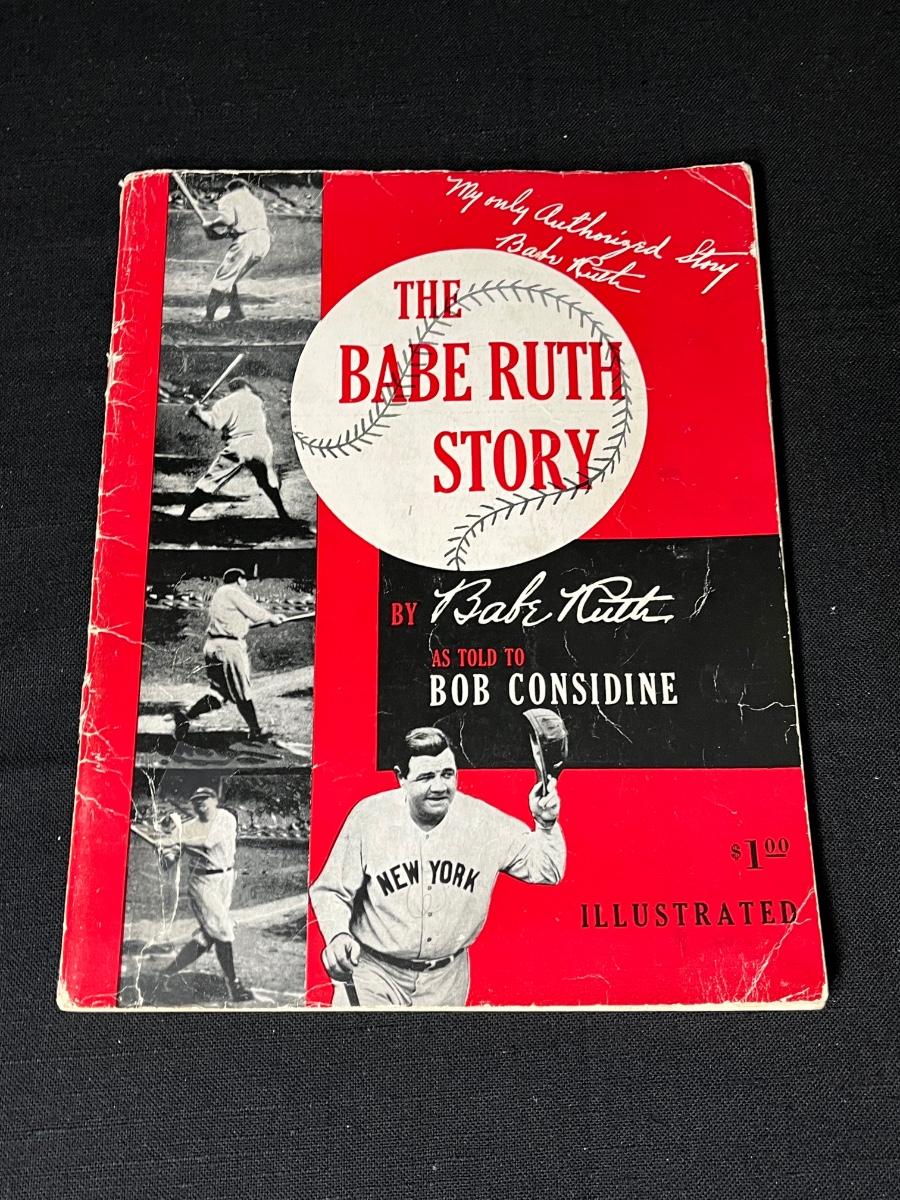 My only Authorized Story
Babe Ruth
THE
BABE RUTH
STORY
BY Babe Ruth
AS TOLD TO
BOB CONSIDINE
NEW YORK
$1.00
ILLUSTRATED